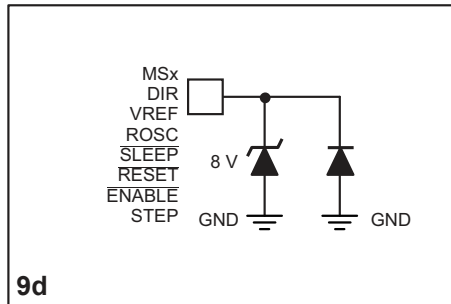 MSx
DIR
VREF
ROSC
SLEEP
RESET
ENABLE
STEP
8 V
GND
GND
9d